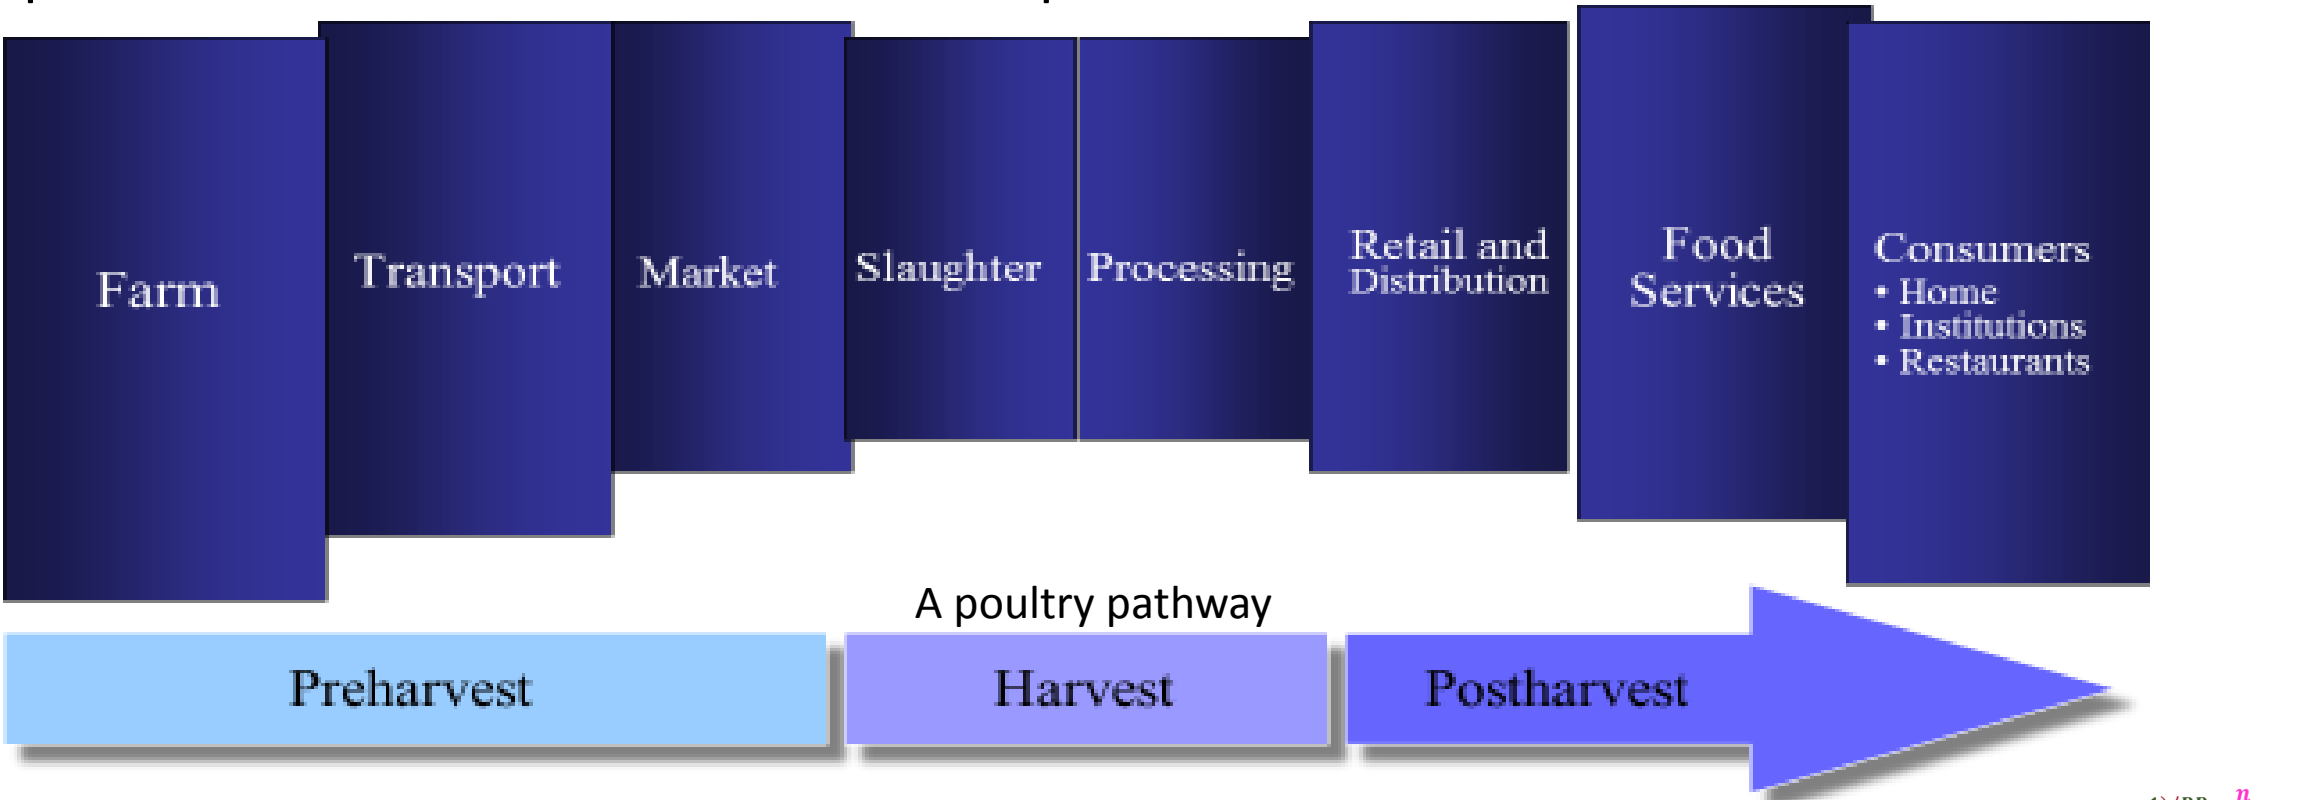 Farm
Transport
Market
Slaughter
Processing
Retail and
Distribution
Food
Services
Consumers
• Home
• Institutions
• Restaurants
A poultry pathway
Preharvest
Harvest
Postharvest
n